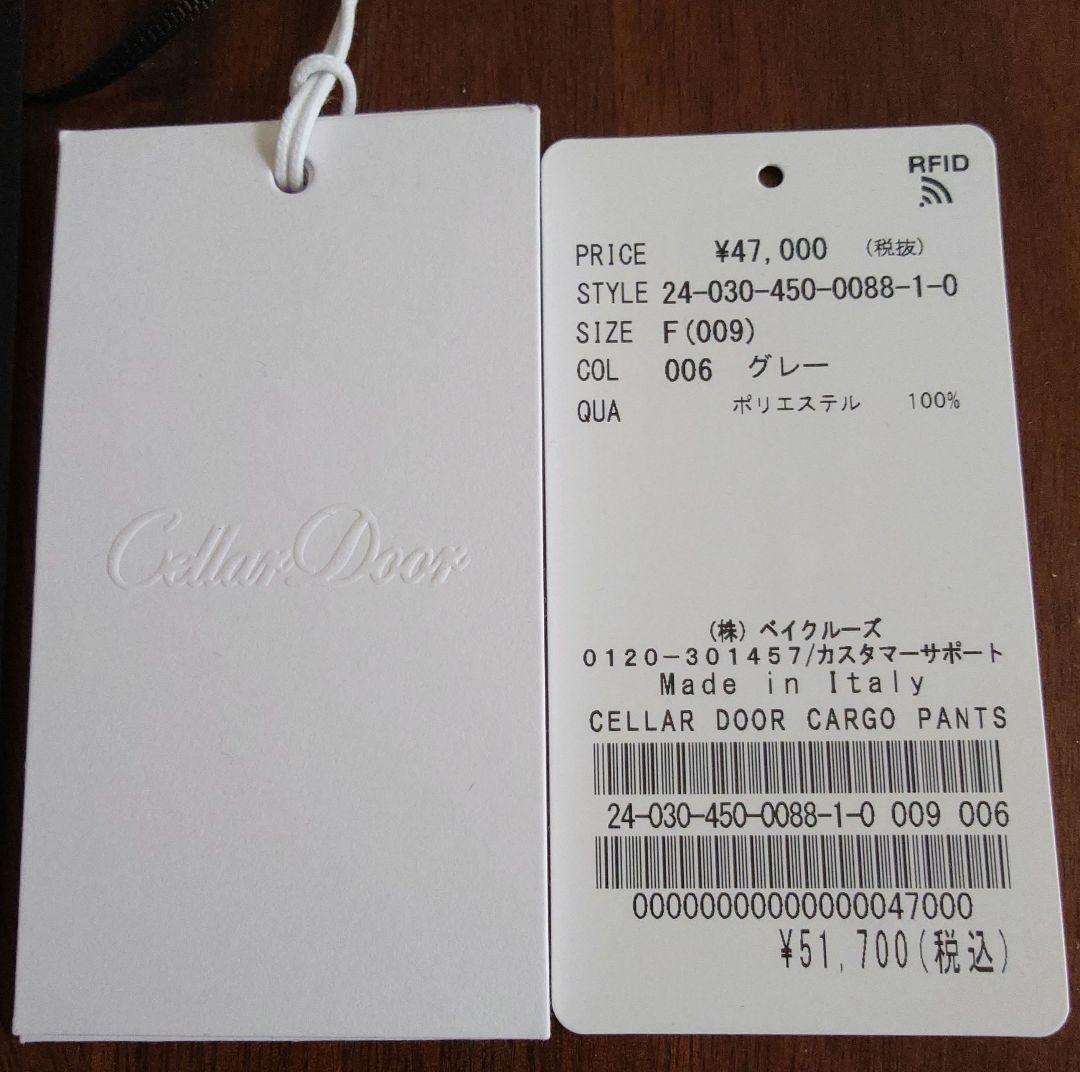 Cellar Door
RFID
PRICE ¥47,000 (税抜)
STYLE 24-030-450-0088-1-0
SIZE F(009)
COL 006 グレー
QUA ポリエステル 100%
(株) ベイクルーズ
0120-301457/カスタマーサポート
Made in Italy
CELLAR DOOR CARGO PANTS
24-030-450-0088-1-0 009 006
00000000000000047000
¥51,700(税込)